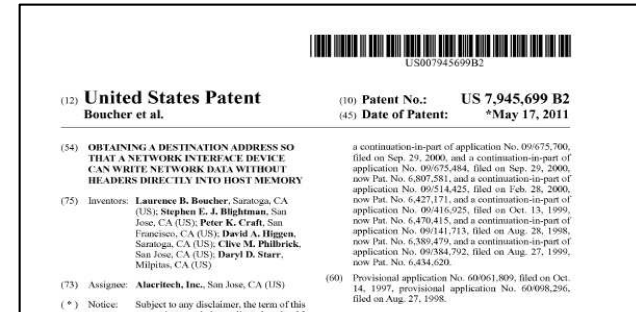 US007945699B2
(12) United States Patent
Boucher et al.
(10) Patent No.: US 7,945,699 B2
(45) Date of Patent: *May 17, 2011
(54) OBTAINING A DESTINATION ADDRESS SO
THAT A NETWORK INTERFACE DEVICE
CAN WRITE NETWORK DATA WITHOUT
HEADERS DIRECTLY INTO HOST MEMORY
(75) Inventors: Laurence B. Boucher, Saratoga, CA
(US); Stephen E. J. Blightman, San
Jose, CA (US); Peter K. Craft, San
Francisco, CA (US); David A. Higgen,
Saratoga, CA (US); Clive M. Philbrick,
San Jose, CA (US); Daryl D. Starr,
Milpitas, CA (US)
(73) Assignee: Alacritech, Inc., San Jose, CA (US)
(*) Notice: Subject to any disclaimer, the term of this
a continuation-in-part of application No. 09/675,700,
filed on Sep. 29, 2000, and a continuation-in-part of
application No. 09/675,484, filed on Sep. 29, 2000,
now Pat. No. 6,807,581, and a continuation-in-part of
application No. 09/514,425, filed on Feb. 28, 2000,
now Pat. No. 6,427,171, and a continuation-in-part of
application No. 09/416,925, filed on Oct. 13, 1999,
now Pat. No. 6,470,415, and a continuation-in-part of
application No. 09/141,713, filed on Aug. 28, 1998,
now Pat. No. 6,389,479, and a continuation-in-part of
application No. 09/384,792, filed on Aug. 27, 1999,
now Pat. No. 6,434,620.
(60) Provisional application No. 60/061,809, filed on Oct.
14, 1997, provisional application No. 60/098,296,
filed on Aug. 27, 1998.